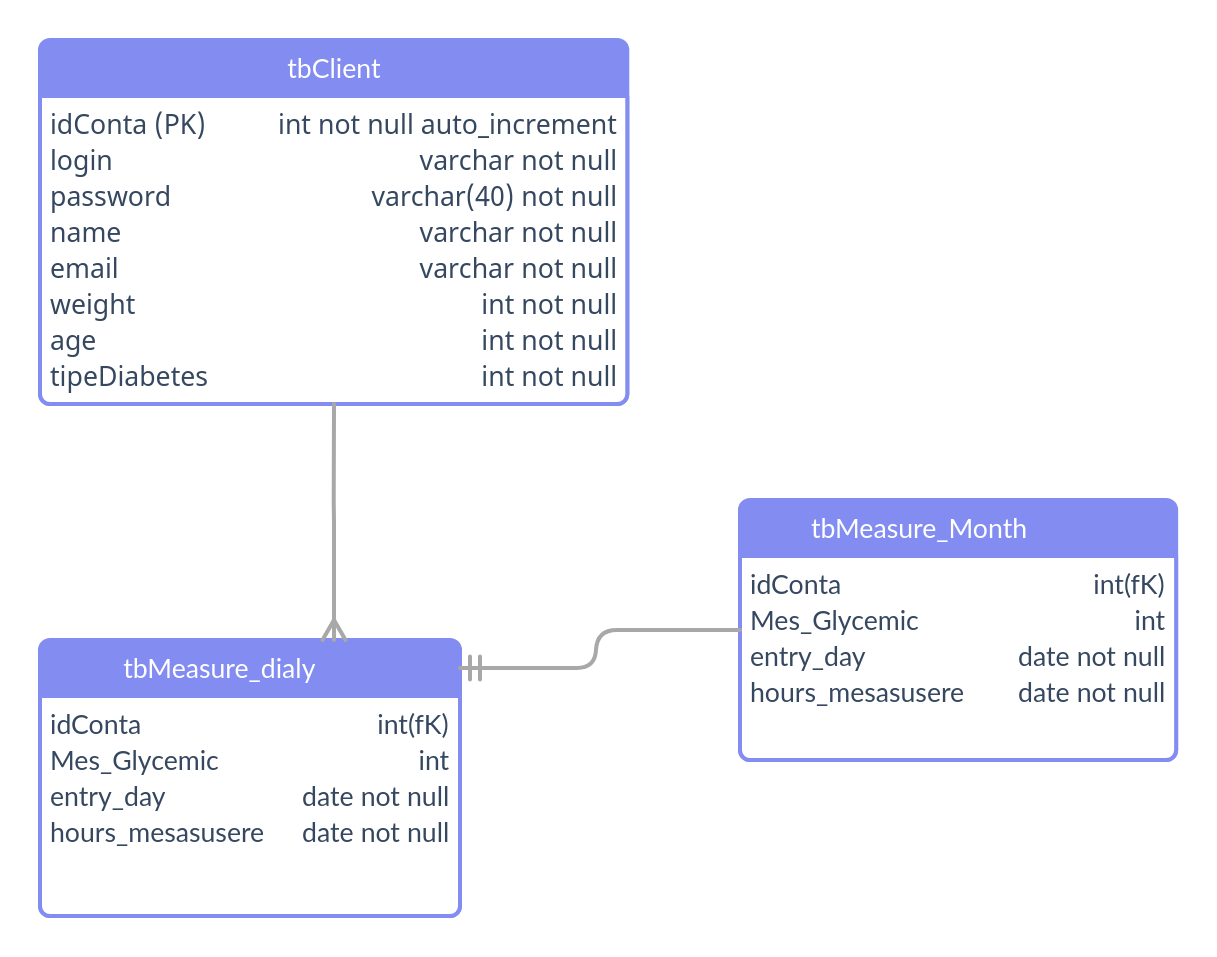 tbClient
idConta (PK) int not null auto_increment
login varchar not null
password varchar(40) not null
name varchar not null
email varchar not null
weight int not null
age int not null
tipeDiabetes int not null
tbMeasure_Month
idConta int(fK)
Mes_Glycemic int
entry_day date not null
hours_mesasusere date not null
tbMeasure_dialy
idConta int(fK)
Mes_Glycemic int
entry_day date not null
hours_mesasusere date not null